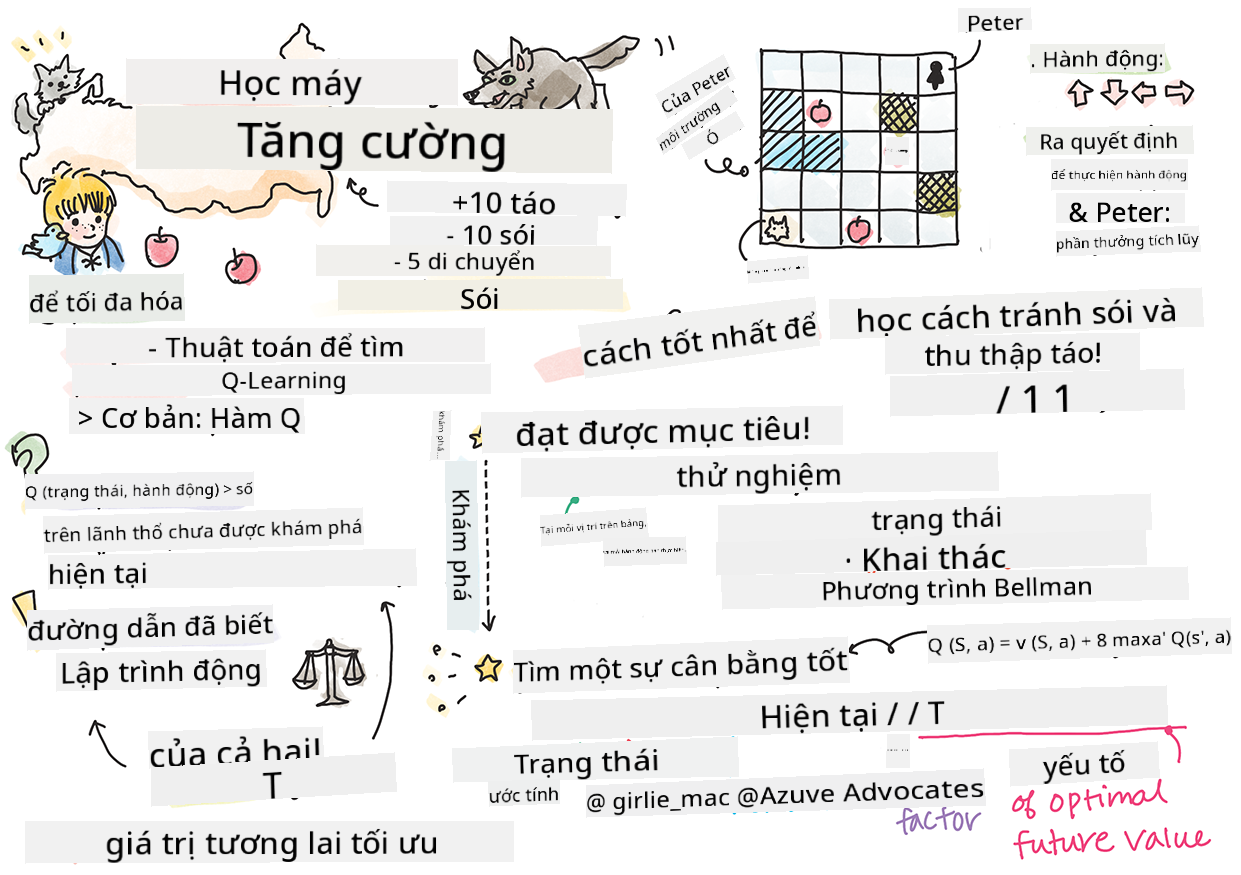 Học máy
Tăng cường
+10 táo
- 10 sói
- 5 di chuyển
Sói
để tối đa hóa
- Thuật toán để tìm
Q-Learning
> Cơ bản: Hàm Q
Peter
Của Peter
môi trường
Ó
. Hành động:
Ra quyết định
để thực hiện hành động
& Peter:
phần thưởng tích lũy
cách tốt nhất để
học cách tránh sói và
thu thập táo!
/ 1 1
đạt được mục tiêu!
thử nghiệm
Khám phá...
Khám phá
Q (trạng thái, hành động) > số
trên lãnh thổ chưa được khám phá
hiện tại
đường dẫn đã biết
Lập trình động
của cả hai!
T
giá trị tương lai tối ưu
Tại mỗi vị trí trên bảng,
trạng thái
· Khai thác
Phương trình Bellman
Q (S, a) = v (S, a) + 8 maxa' Q(s', a)
Tìm một sự cân bằng tốt
Hiện tại / / T
Trạng thái
ước tính
@ girlie_mac @Azuve Advocates
factor
yếu tố
of optimal
future value